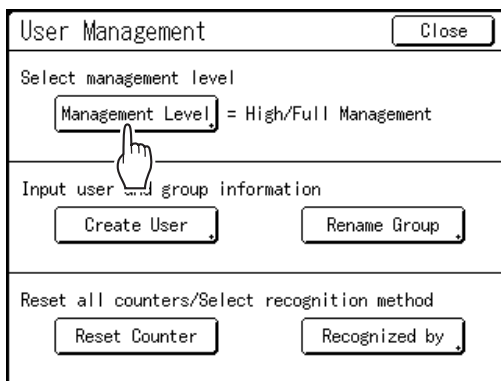 User Management Close
Select management level
Management Level = High/Full Management
Input user and group information
Create User Rename Group
Reset all counters/Select recognition method
Reset Counter Recognized by